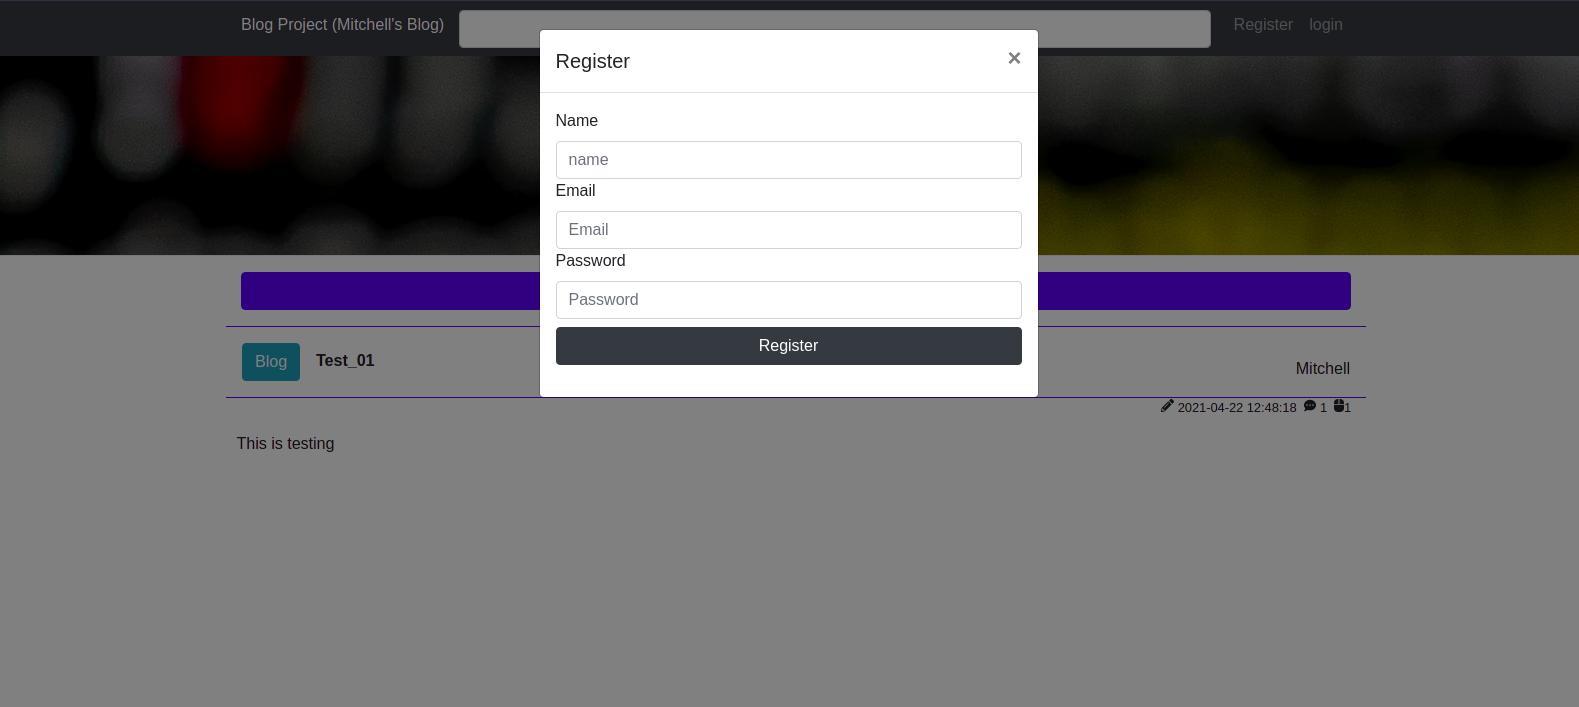 Blog Project (Mitchell's Blog) Register login
Register ×
Name
name
Email
Email
Password
Password
Register
Blog Test_01 Mitchell
2021-04-22 12:48:18 1 1
This is testing